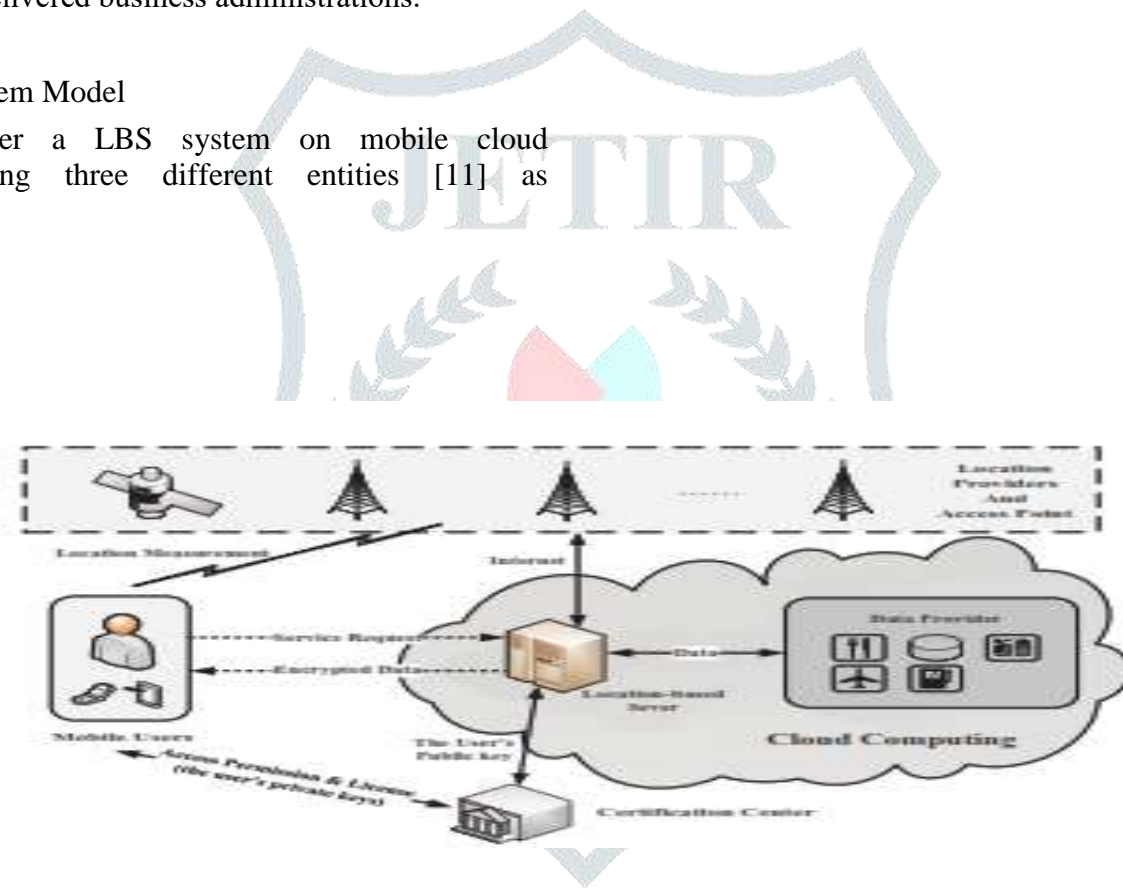 livered business administrations.
em Model
er a LBS system on mobile cloud
ng three different entities [11] as
JETIR
Location
Providers
And
Access Point
Location Measurement
Internet
Data Provider
Service Request
Data
Encrypted Data
Location-Based
Server
Mobile Users
The User's
Public key
Cloud Computing
Access Permission & License
(the user's private keys)
Certification Center